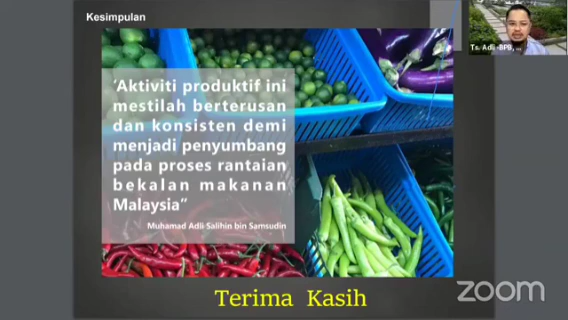 Kesimpulan
'Aktiviti produktif ini
mestilah berterusan
dan konsisten demi
menjadi penyumbang
pada proses rantaian
bekalan makanan
Malaysia"
Muhamad Adli Salihin bin Samsudin
Terima Kasih
Ts. Adli -BPB, ...
zoom